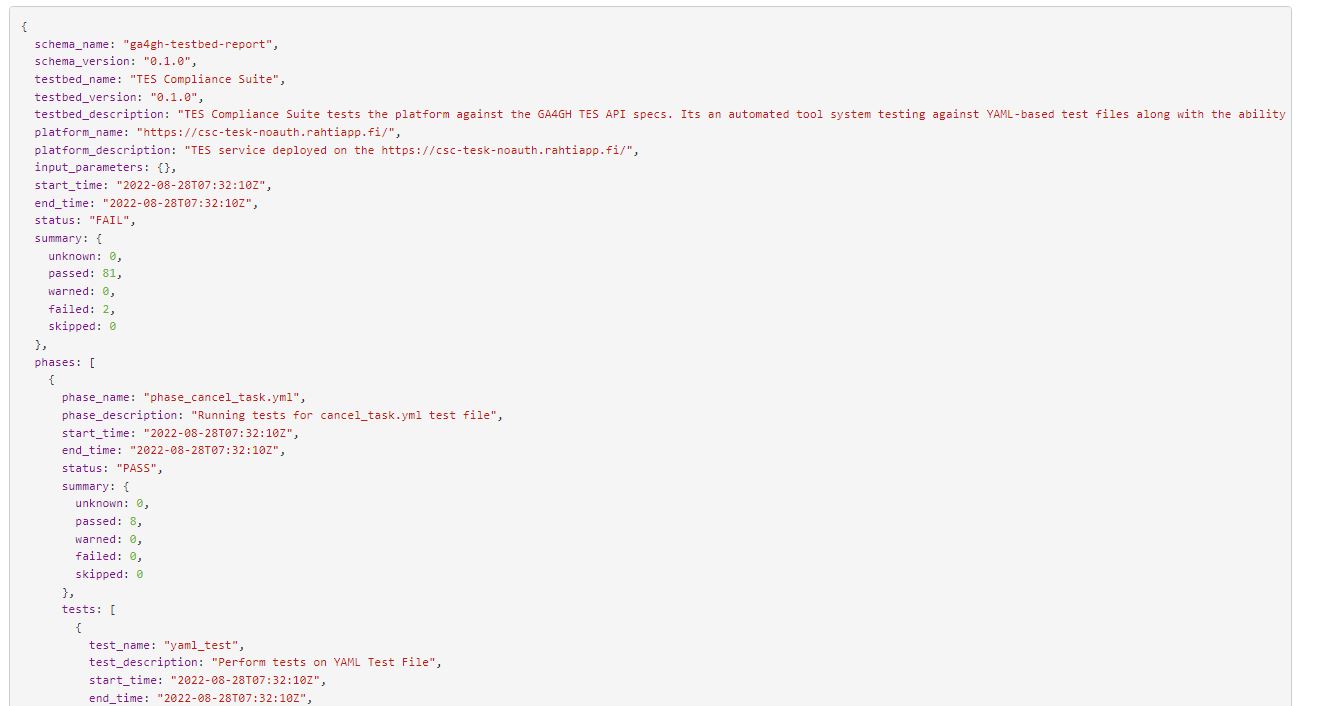 {
schema_name: "ga4gh-testbed-report",
schema_version: "0.1.0",
testbed_name: "TES Compliance Suite",
testbed_version: "0.1.0",
testbed_description: "TES Compliance Suite tests the platform against the GA4GH TES API specs. Its an automated tool system testing against YAML-based test files along with the ability
platform_name: "https://csc-tesk-noauth.rahtiapp.fi/",
platform_description: "TES service deployed on the https://csc-tesk-noauth.rahtiapp.fi/",
input_parameters: {},
start_time: "2022-08-28T07:32:10Z",
end_time: "2022-08-28T07:32:10Z",
status: "FAIL",
summary: {
unknown: 0,
passed: 81,
warned: 0,
failed: 2,
skipped: 0
},
phases: [
{
phase_name: "phase_cancel_task.yml",
phase_description: "Running tests for cancel_task.yml test file",
start_time: "2022-08-28T07:32:10Z",
end_time: "2022-08-28T07:32:10Z",
status: "PASS",
summary: {
unknown: 0,
passed: 8,
warned: 0,
failed: 0,
skipped: 0
},
tests: [
{
test_name: "yaml_test",
test_description: "Perform tests on YAML Test File",
start_time: "2022-08-28T07:32:10Z",
end_time: "2022-08-28T07:32:10Z",